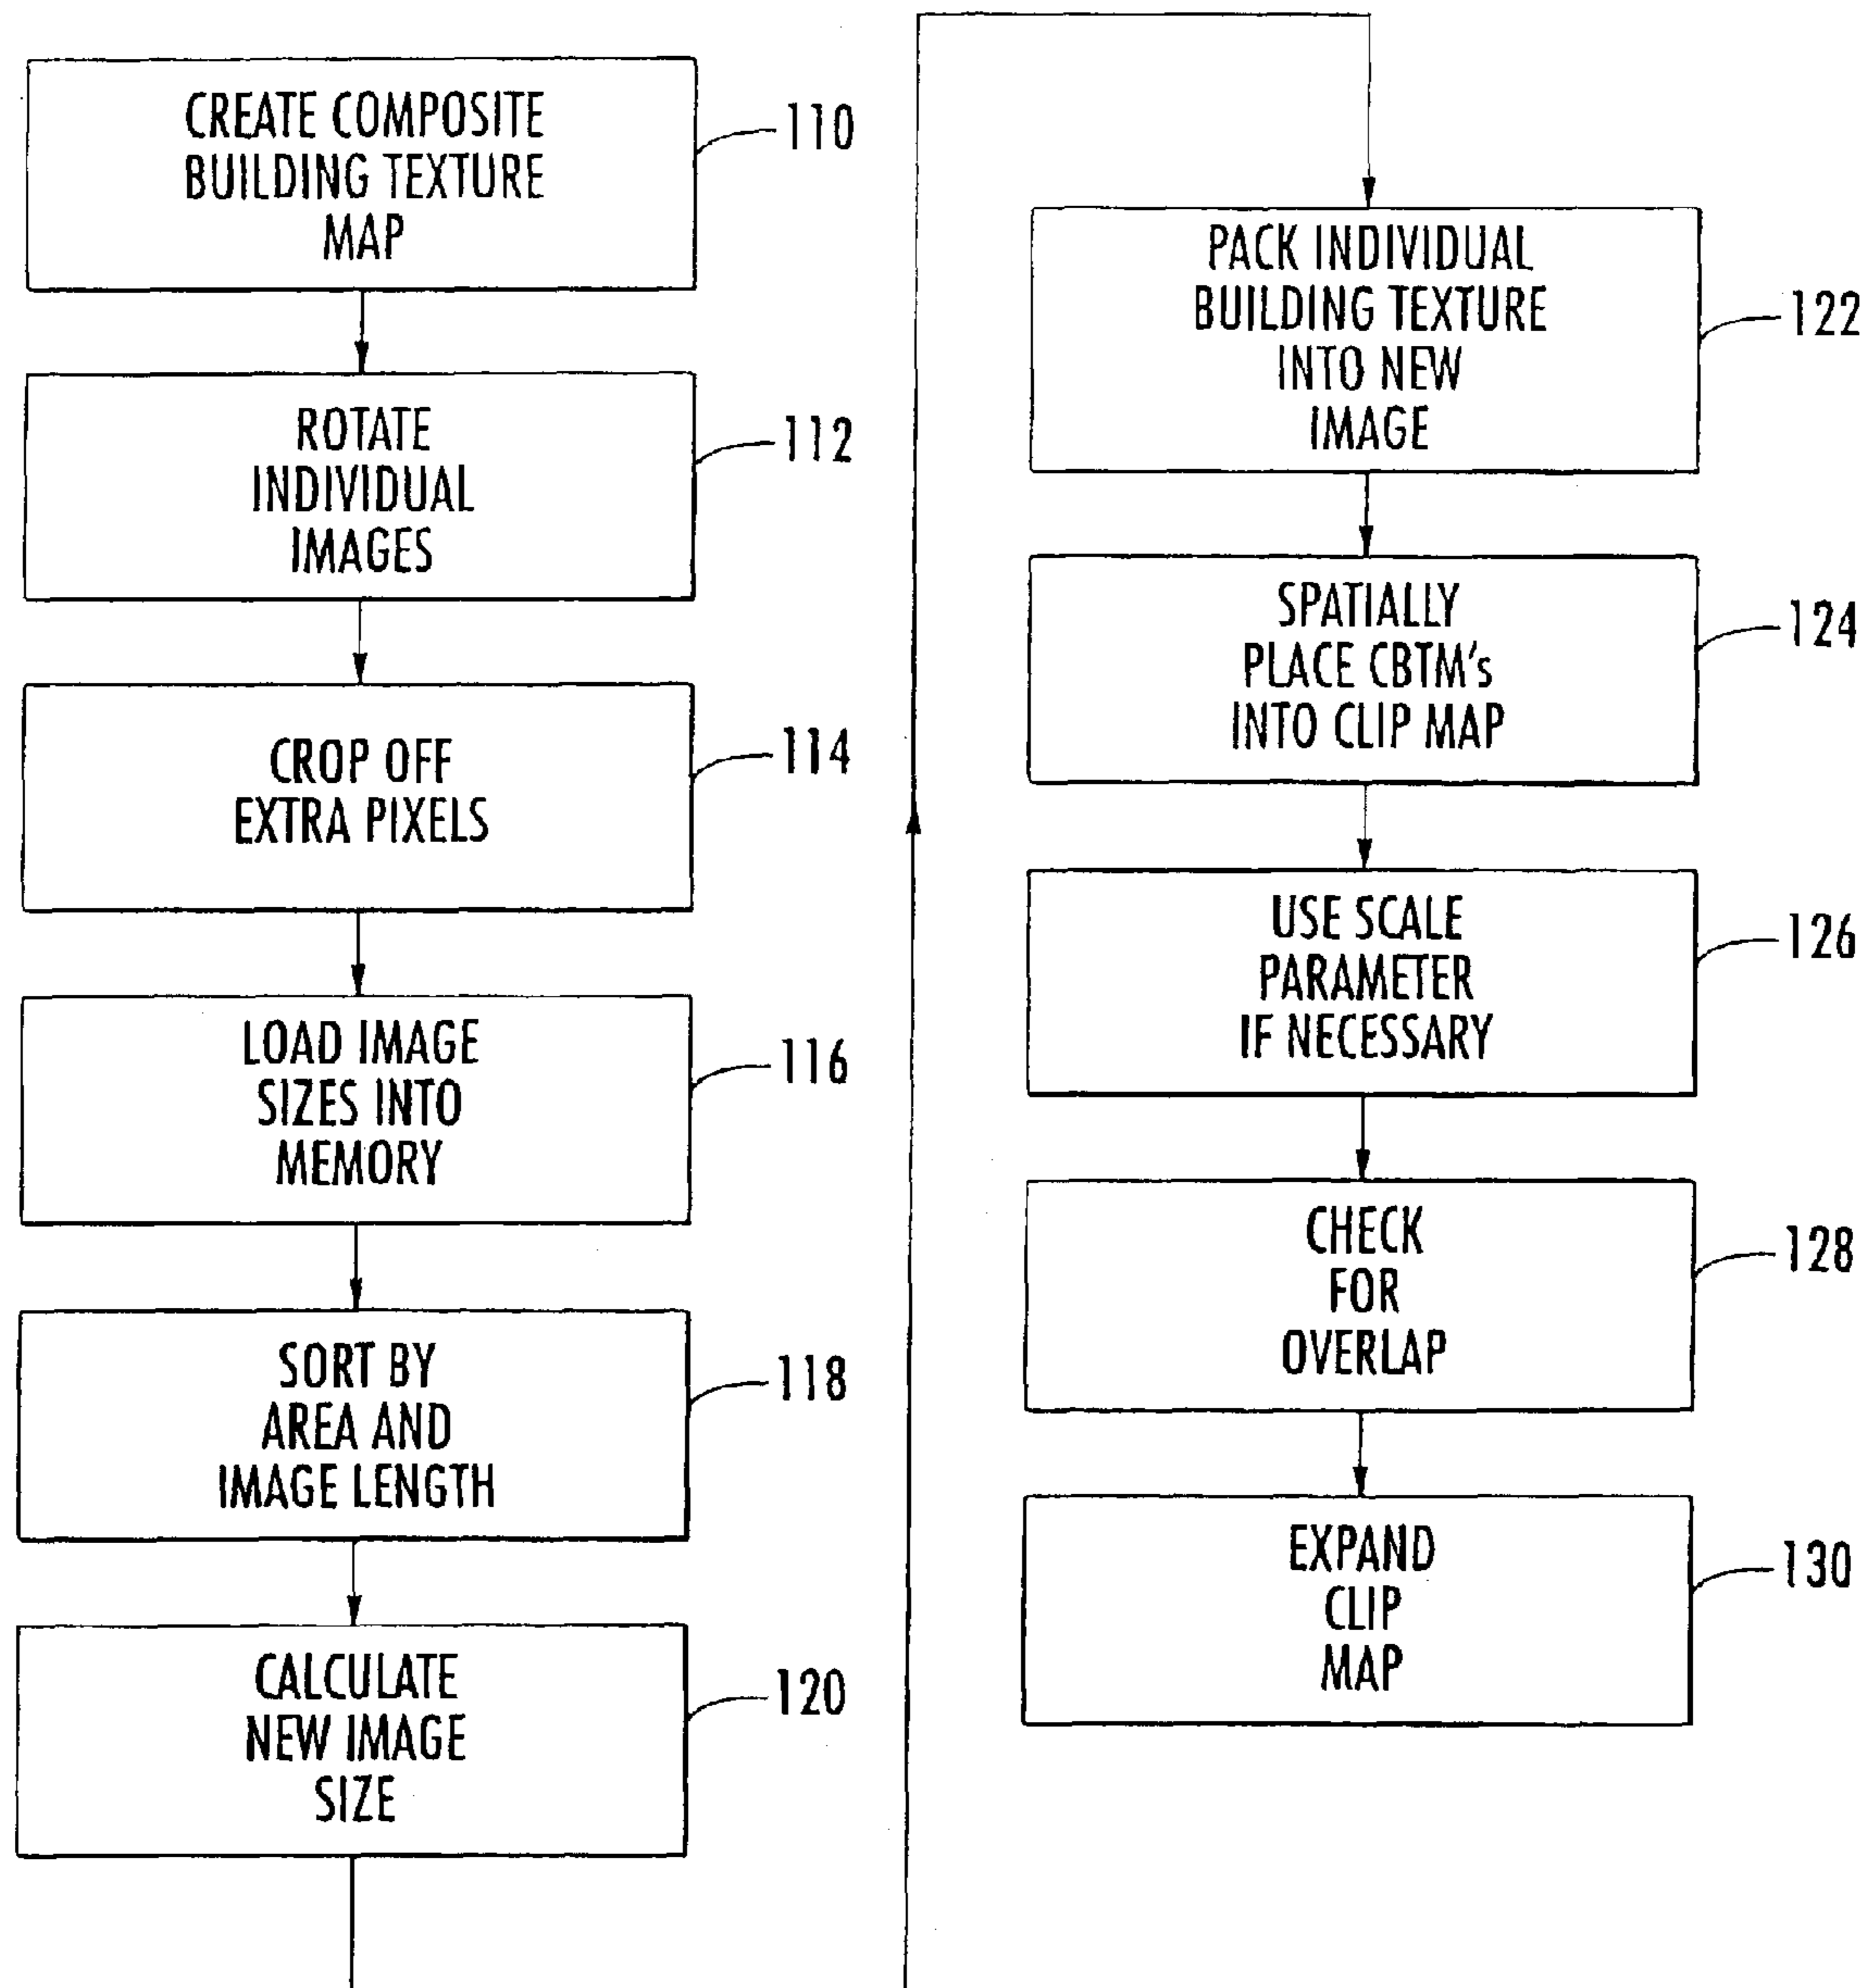 CREATE COMPOSITE
BUILDING TEXTURE
MAP
110
ROTATE
INDIVIDUAL
IMAGES
112
CROP OFF
EXTRA PIXELS
114
LOAD IMAGE
SIZES INTO
MEMORY
116
SORT BY
AREA AND
IMAGE LENGTH
118
CALCULATE
NEW IMAGE
SIZE
120
PACK INDIVIDUAL
BUILDING TEXTURE
INTO NEW
IMAGE
122
SPATIALLY
PLACE CBTM's
INTO CLIP MAP
124
USE SCALE
PARAMETER
IF NECESSARY
126
CHECK
FOR
OVERLAP
128
EXPAND
CLIP
MAP
130